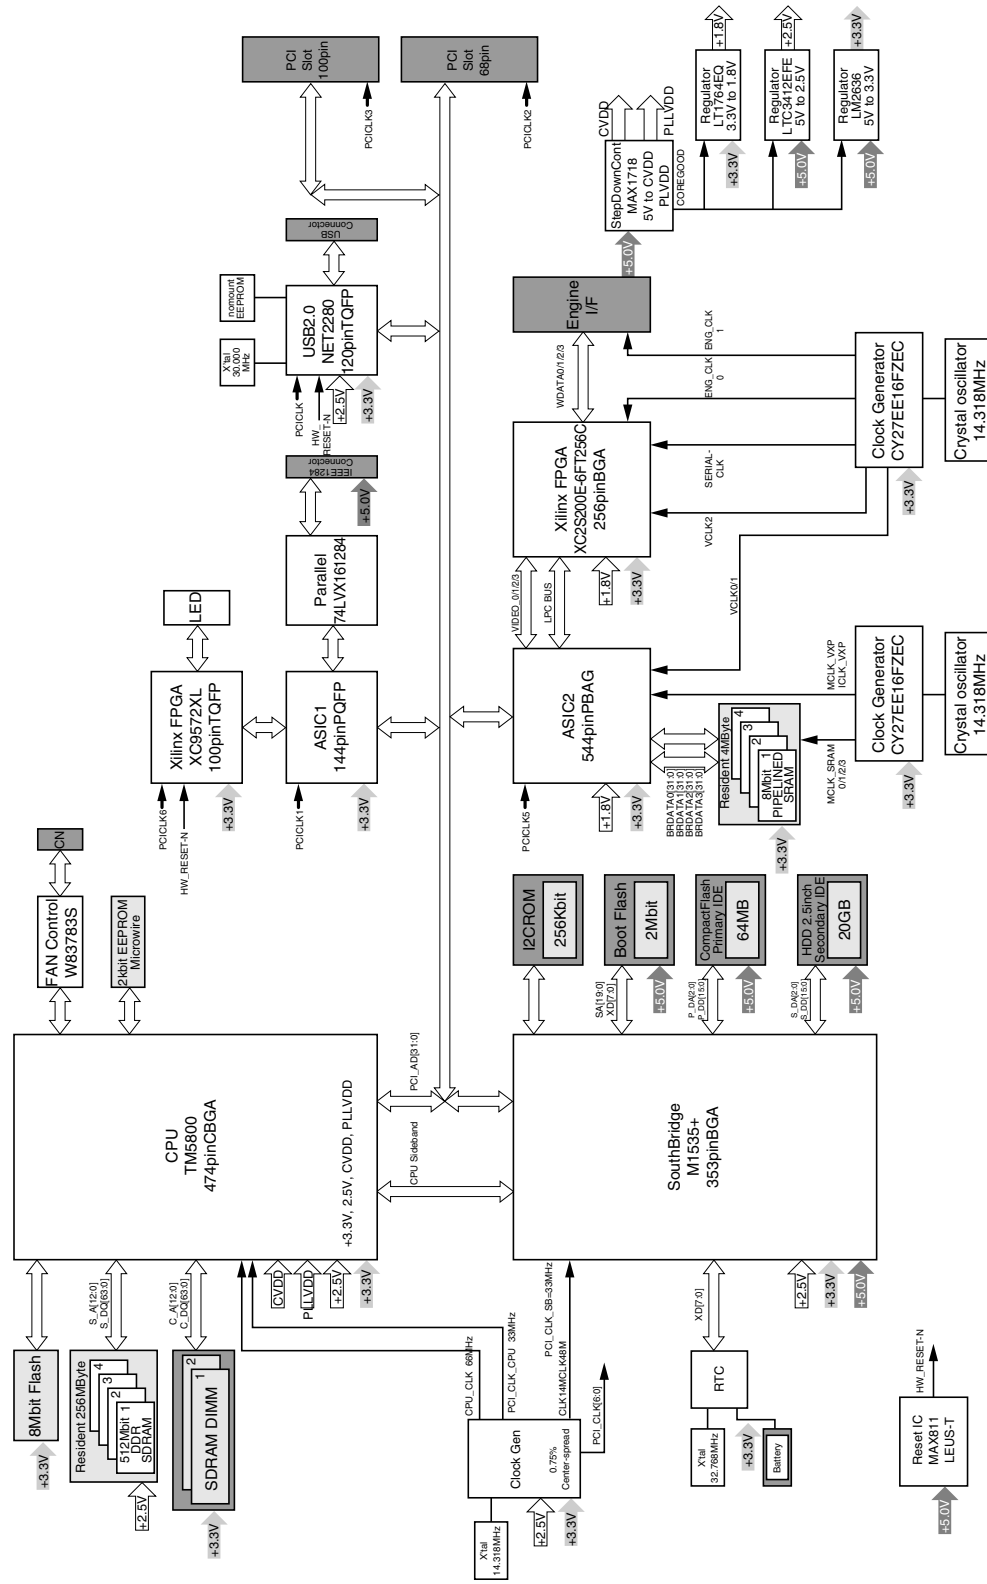 8Mbit Flash
+3.3V
Resident 256MByte
4
3
2
512Mbit 1
DDR
SDRAM
+2.5V
2
1
SDRAM DIMM
+3.3V
S_A[12:0]
S_DQ[63:0]
C_A[12:0]
C_DQ[63:0]
CPU
TM5800
474pinCBGA
+3.3V, 2.5V, CVDD, PLLVDD
CVDD
PLLVDD
+2.5V
+3.3V
FAN Control
W83783S
CN
2kbit EEPROM
Microwire
CPU_CLK 66MHz
PCI_CLK_CPU 33MHz
PCI_CLK_SB=33MHz
CLK14MCLK48M
PCI_CLK[6:0]
Clock Gen
0.75%
Center-spread
X'tal
14.318MHz
+2.5V
+3.3V
CPU Sideband
PCI_AD[31:0]
SouthBridge
M1535+
353pinBGA
+2.5V
+3.3V
+5.0V
XD[7:0]
RTC
X'tal
32.768MHz
+3.3V
Battery
Reset IC
MAX811
LEUS-T
+5.0V
HW_RESET-N
I2CROM
256Kbit
Boot Flash
2Mbit
SA[19:0]
XD[7:0]
+5.0V
CompactFlash
Primary IDE
64MB
P_DA[2:0]
P_DD[15:0]
+5.0V
HDD 2.5inch
Secondary IDE
20GB
S_DA[2:0]
S_DD[15:0]
+5.0V
Xilinx FPGA
XC9572XL
100pinTQFP
PCICLK6
HW_RESET-N
+3.3V
LED
ASIC1
144pinPQFP
PCICLK1
+3.3V
Parallel
74LVX161284
IEEE1284
Connector
+5.0V
USB2.0
NET2280
120pinTQFP
PCICLK
HW_
RESET-N
+2.5V
+3.3V
X'tal
30.000
MHz
nomount
EEPROM
USB
Connector
PCI
Slot
100pin
PCICLK3
PCI
Slot
68pin
PCICLK2
ASIC2
544pinPBAG
PCICLK5
+1.8V
+3.3V
BRDATA0[31:0]
BRDATA1[31:0]
BRDATA2[31:0]
BRDATA3[31:0]
Resident 4MByte
4
3
2
8Mbit 1
PIPELINED
SRAM
+3.3V
MCLK_SRAM
0/1/2/3
MCLK_VXP
ICLK_VXP
Clock Generator
CY27EE16FZEC
+3.3V
Crystal oscillator
14.318MHz
VIDEO_0/1/2/3
LPC BUS
Xilinx FPGA
XC2S200E-6FT256C
256pinBGA
+1.8V
+3.3V
VCLK0/1
VCLK2
SERIAL-
CLK
ENG_CLK
0
ENG_CLK
1
WDATA0/1/2/3
Engine
I/F
Clock Generator
CY27EE16FZEC
+3.3V
Crystal oscillator
14.318MHz
StepDownCont
MAX1718
5V to CVDD
PLVDD
+5.0V
CVDD
PLLVDD
COREGOOD
Regulator
LT1764EQ
3.3V to 1.8V
+3.3V
+1.8V
Regulator
LTC3412EFE
5V to 2.5V
+5.0V
+2.5V
Regulator
LM2636
5V to 3.3V
+5.0V
+3.3V